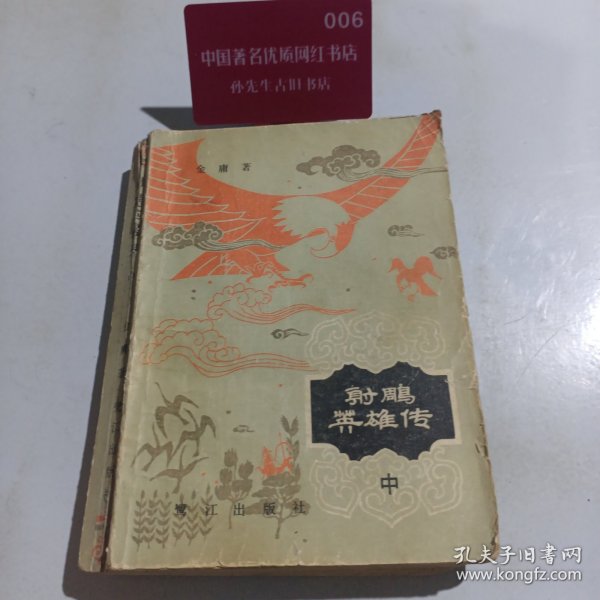 006
中国著名优质网红书店
孙先生古旧书店
金庸著
射鵰
英雄传
中
鹭江出版社
孔夫子旧书网
www.kongfz.com